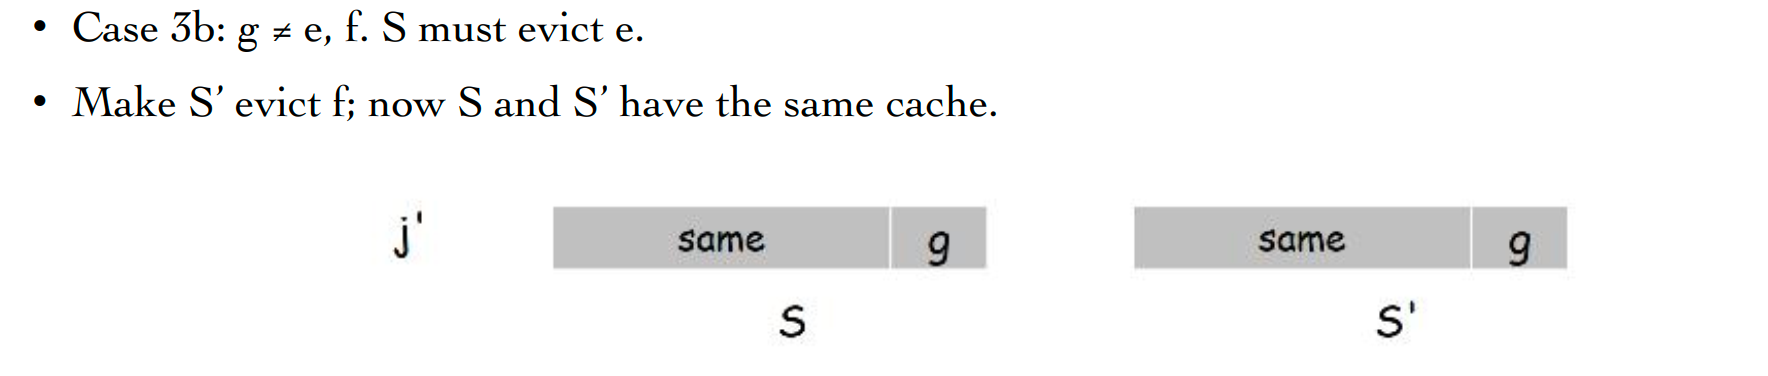 • Case 3b: g ≠ e, f. S must evict e.
• Make S’ evict f; now S and S’ have the same cache.
j' same g same g
S S'